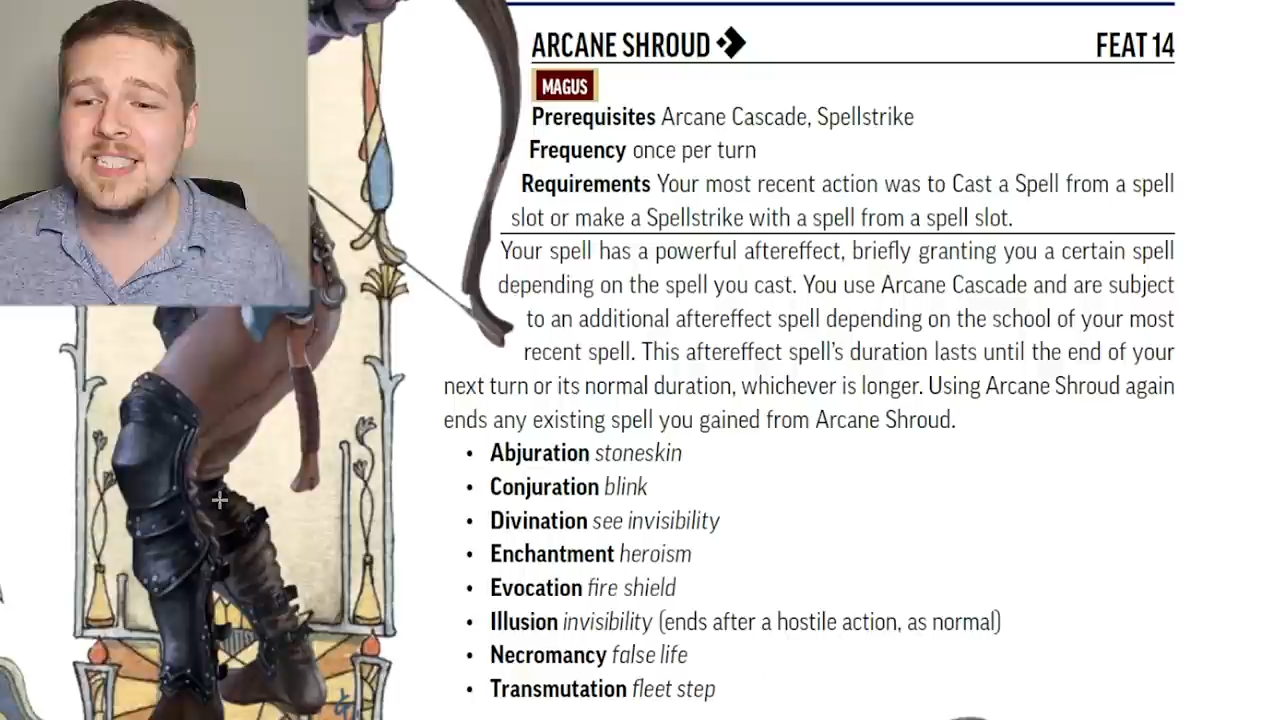 ARCANE SHROUD
FEAT 14
MAGUS
Prerequisites Arcane Cascade, Spellstrike
Frequency once per turn
Requirements Your most recent action was to Cast a Spell from a spell
slot or make a Spellstrike with a spell from a spell slot.
Your spell has a powerful aftereffect, briefly granting you a certain spell
depending on the spell you cast. You use Arcane Cascade and are subject
to an additional aftereffect spell depending on the school of your most
recent spell. This aftereffect spell’s duration lasts until the end of your
next turn or its normal duration, whichever is longer. Using Arcane Shroud again
ends any existing spell you gained from Arcane Shroud.
• Abjuration stoneskin
• Conjuration blink
• Divination see invisibility
• Enchantment heroism
• Evocation fire shield
• Illusion invisibility (ends after a hostile action, as normal)
• Necromancy false life
• Transmutation fleet step